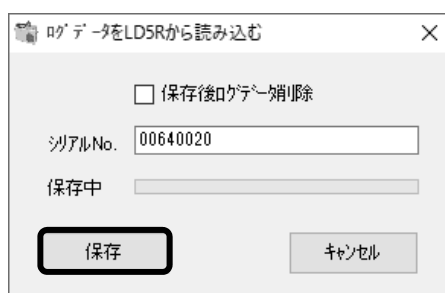 ﾛｸﾞﾃﾞｰﾀをLD5Rから読み込む
保存後ﾛｸﾞﾃﾞｰﾀ消削除
ｼﾘｱﾙNo.
00640020
保存中
保存
ｷｬﾝｾﾙ